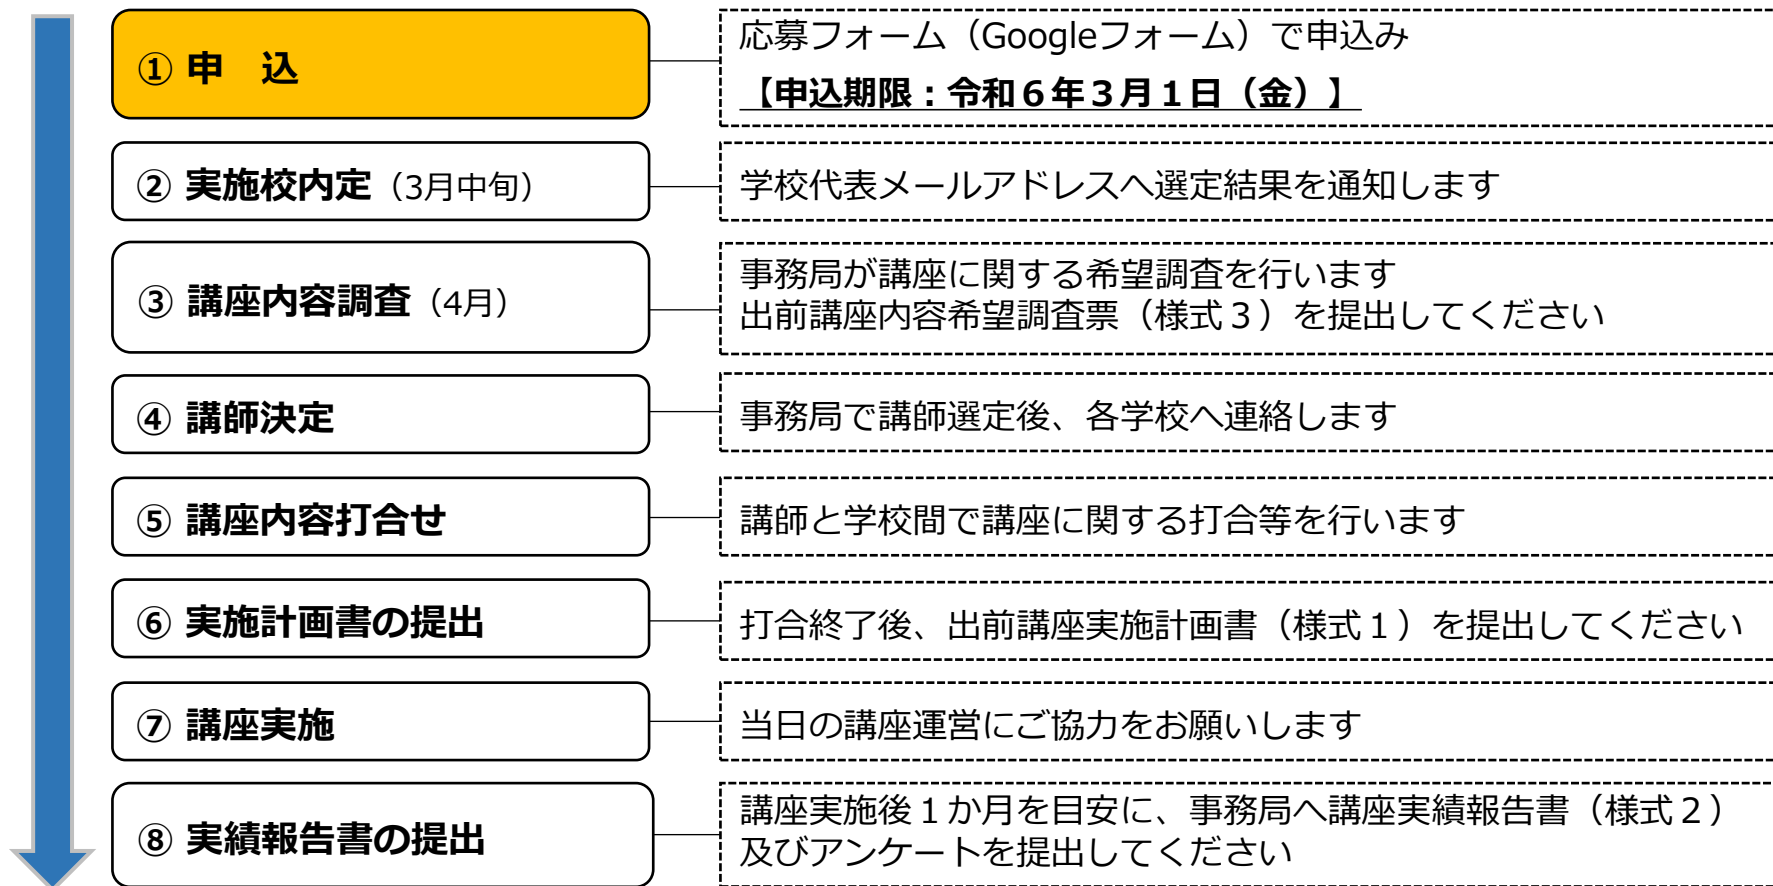 ① 申　込
応募フォーム（Googleフォーム）で申込み
【申込期限：令和６年３月１日（金）】
② 実施校内定（3月中旬）
学校代表メールアドレスへ選定結果を通知します
③ 講座内容調査（4月）
事務局が講座に関する希望調査を行います
出前講座内容希望調査票（様式３）を提出してください
④ 講師決定
事務局で講師選定後、各学校へ連絡します
⑤ 講座内容打合せ
講師と学校間で講座に関する打合等を行います
⑥ 実施計画書の提出
打合終了後、出前講座実施計画書（様式１）を提出してください
⑦ 講座実施
当日の講座運営にご協力をお願いします
⑧ 実績報告書の提出
講座実施後１か月を目安に、事務局へ講座実績報告書（様式２）
及びアンケートを提出してください